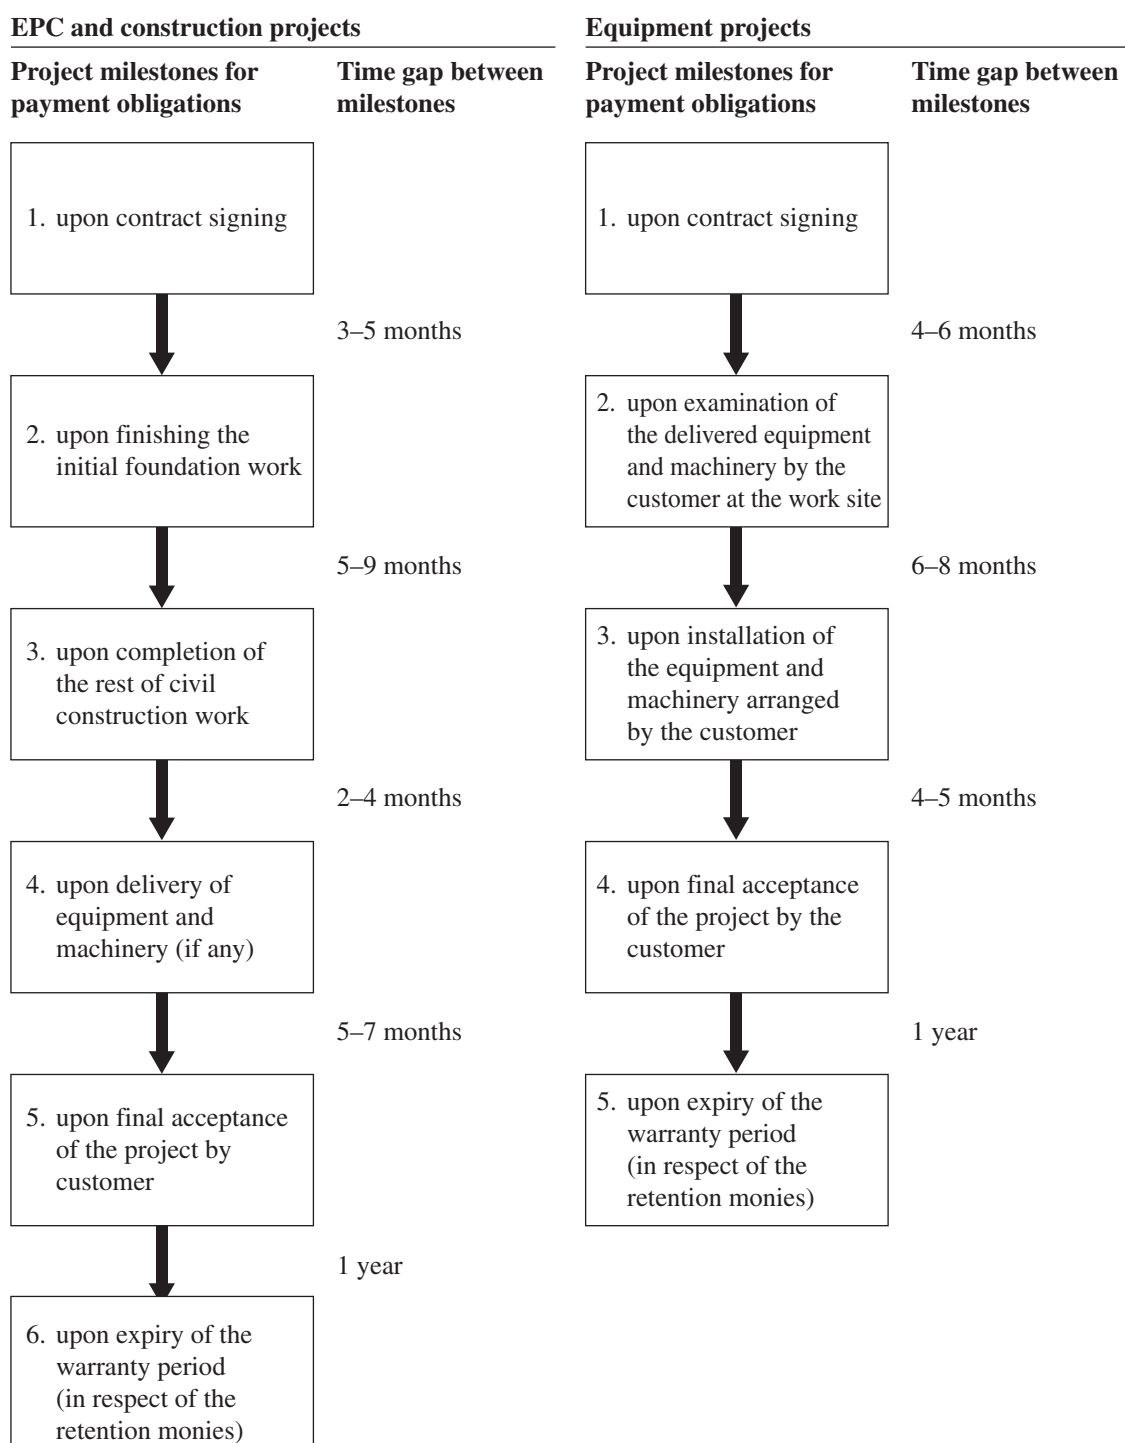 EPC and construction projects
Project milestones for
payment obligations
Time gap between
milestones
1. upon contract signing
3–5 months
2. upon finishing the
initial foundation work
5–9 months
3. upon completion of
the rest of civil
construction work
2–4 months
4. upon delivery of
equipment and
machinery (if any)
5–7 months
5. upon final acceptance
of the project by
customer
1 year
6. upon expiry of the
warranty period
(in respect of the
retention monies)
Equipment projects
Project milestones for
payment obligations
Time gap between
milestones
1. upon contract signing
4–6 months
2. upon examination of
the delivered equipment
and machinery by the
customer at the work site
6–8 months
3. upon installation of
the equipment and
machinery arranged
by the customer
4–5 months
4. upon final acceptance
of the project by the
customer
1 year
5. upon expiry of the
warranty period
(in respect of the
retention monies)